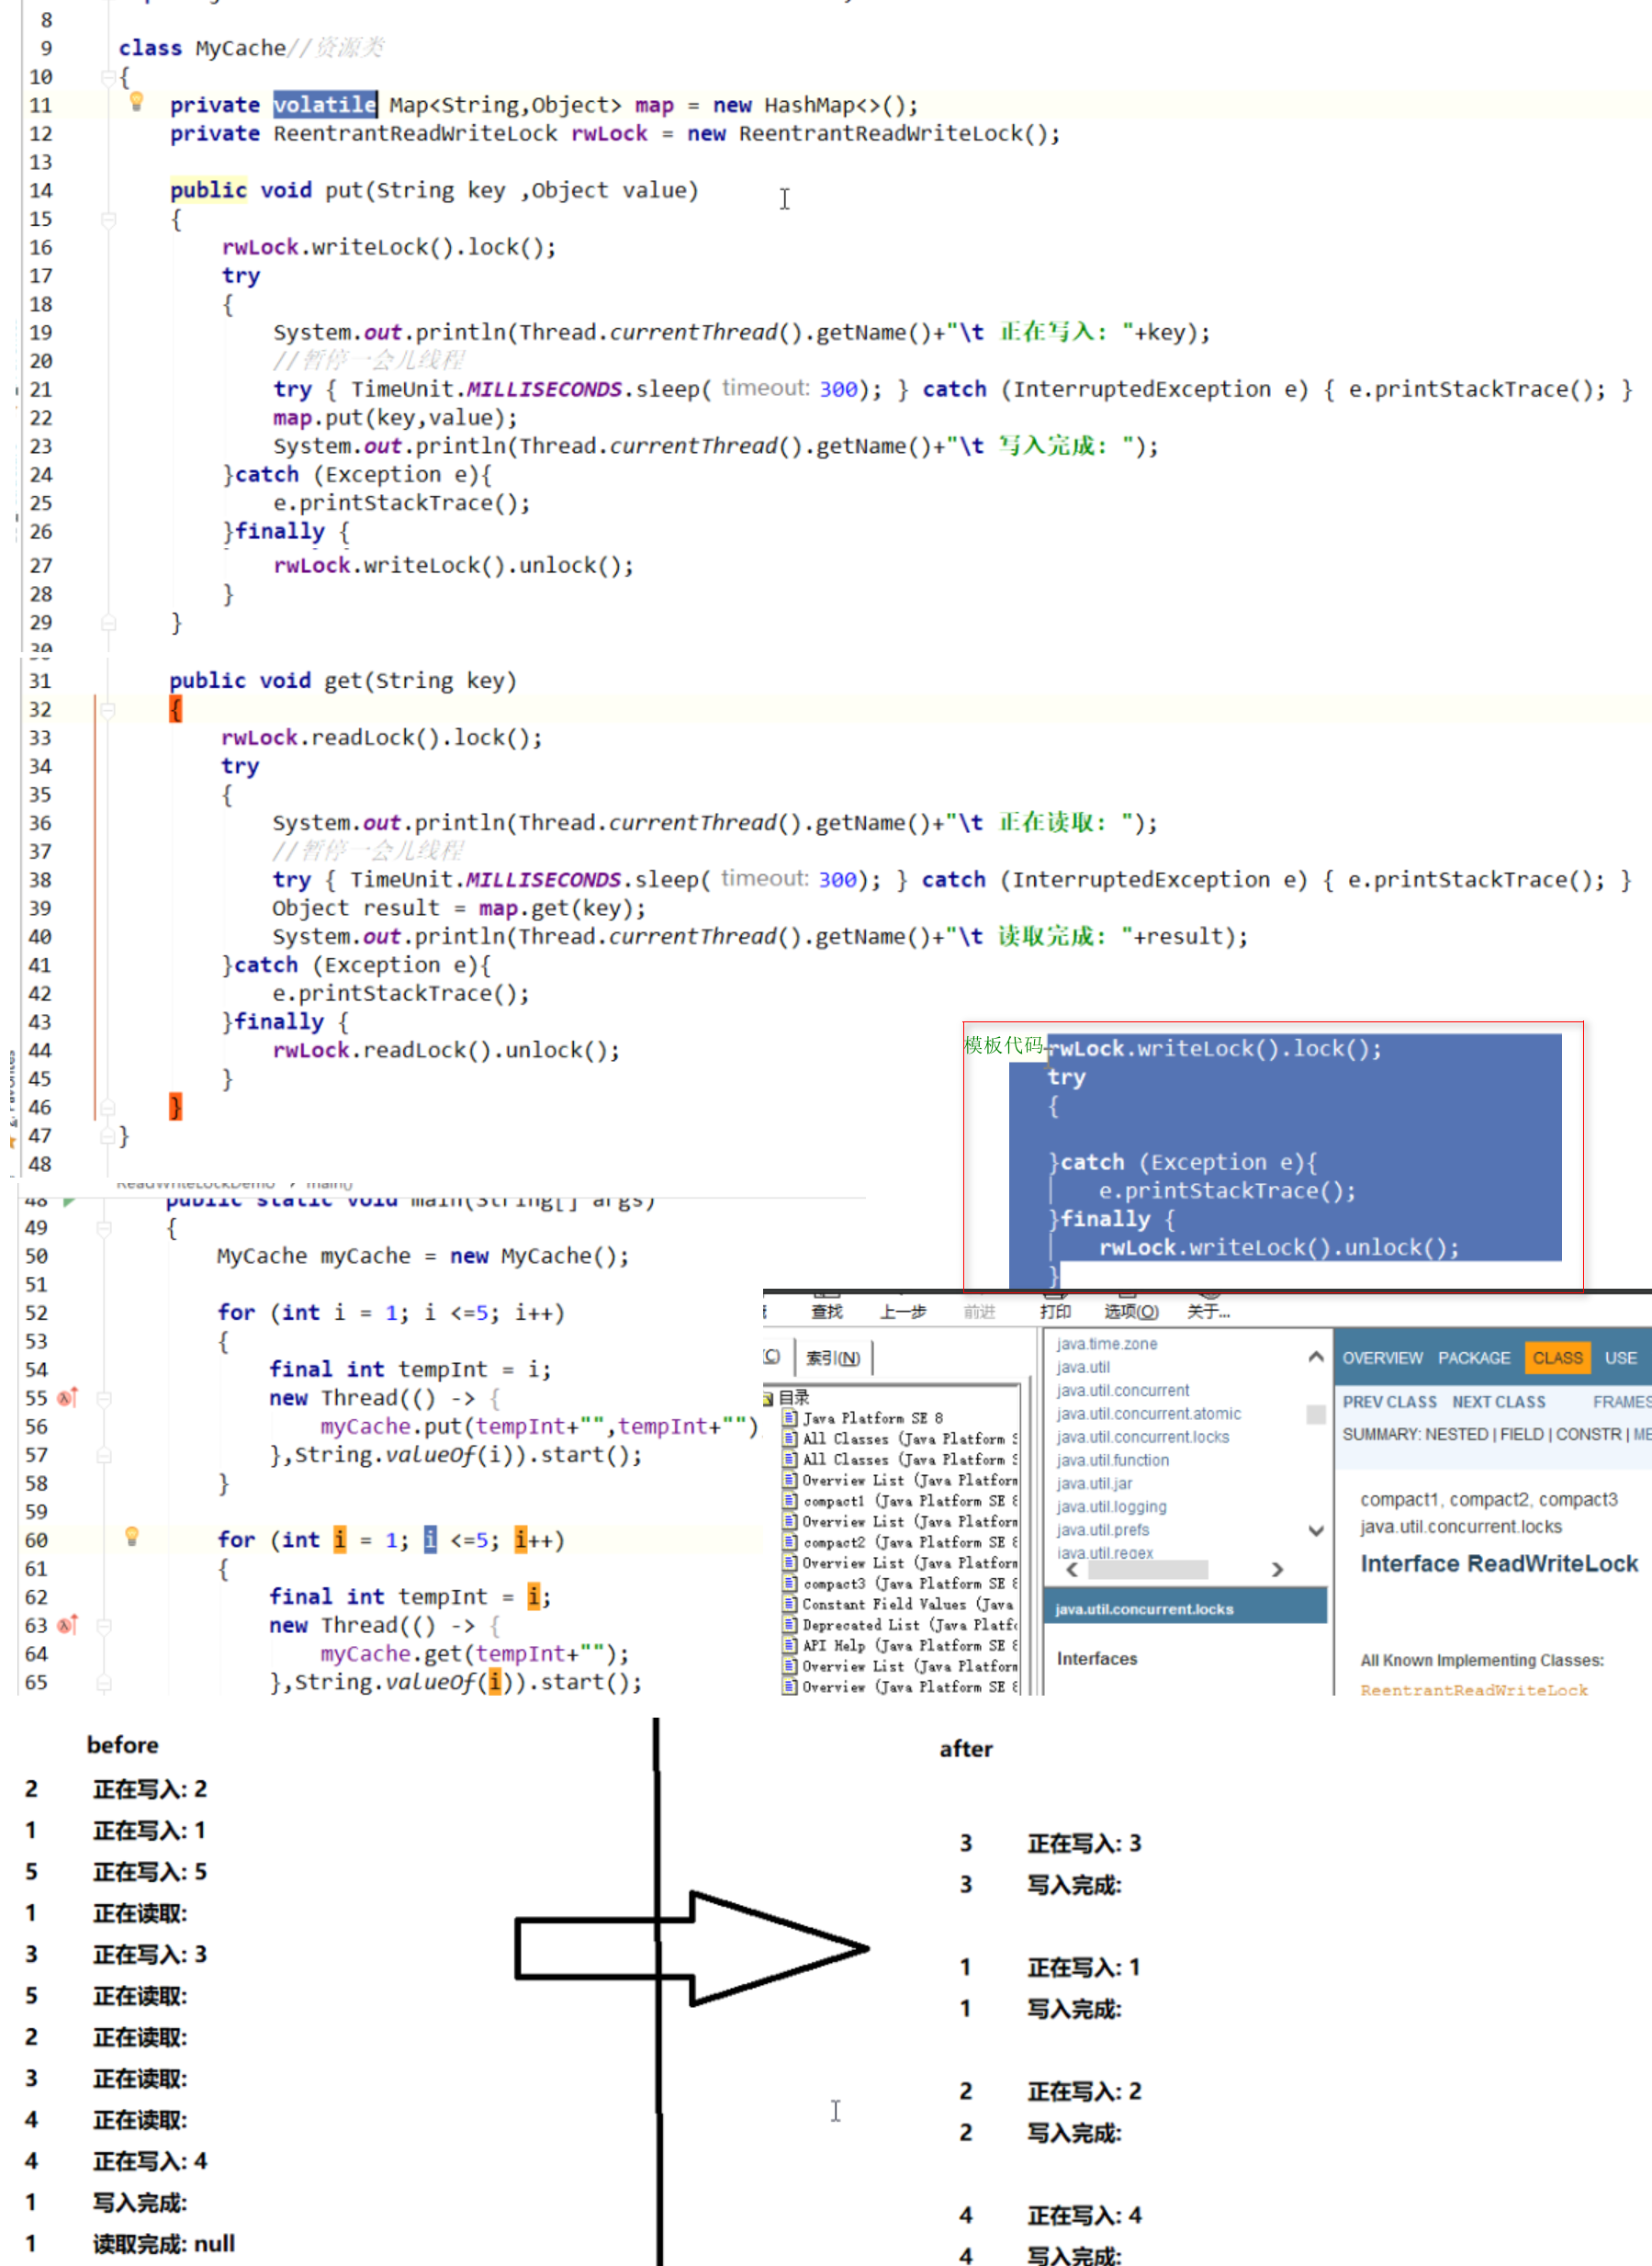 8
9 class MyCache//资源类
10 {
11 private volatile Map<String,Object> map = new HashMap<>();
12 private ReentrantReadWriteLock rwLock = new ReentrantReadWriteLock();
13
14 public void put(String key ,Object value)
15 {
16 rwLock.writeLock().lock();
17 try
18 {
19 System.out.println(Thread.currentThread().getName()+"\t 正在写入: "+key);
20 //暂停一会儿线程
21 try { TimeUnit.MILLISECONDS.sleep( timeout: 300); } catch (InterruptedException e) { e.printStackTrace(); }
22 map.put(key,value);
23 System.out.println(Thread.currentThread().getName()+"\t 写入完成: ");
24 }catch (Exception e){
25 e.printStackTrace();
26 }finally {
27 rwLock.writeLock().unlock();
28 }
29 }
30
31 public void get(String key)
32 {
33 rwLock.readLock().lock();
34 try
35 {
36 System.out.println(Thread.currentThread().getName()+"\t 正在读取: ");
37 //暂停一会儿线程
38 try { TimeUnit.MILLISECONDS.sleep( timeout: 300); } catch (InterruptedException e) { e.printStackTrace(); }
39 Object result = map.get(key);
40 System.out.println(Thread.currentThread().getName()+"\t 读取完成: "+result);
41 }catch (Exception e){
42 e.printStackTrace();
43 }finally {
44 rwLock.readLock().unlock();
45 }
46 }
47 }
48
模板代码
rwLock.writeLock().lock();
try
{
}catch (Exception e){
e.printStackTrace();
}finally {
rwLock.writeLock().unlock();
}
ReadWriteLockDemo > main()
48 public static void main(String[] args)
49 {
50 MyCache myCache = new MyCache();
51
52 for (int i = 1; i <=5; i++)
53 {
54 final int tempInt = i;
55 new Thread(() -> {
56 myCache.put(tempInt+"",tempInt+"")
57 },String.valueOf(i)).start();
58 }
59
60 for (int i = 1; i <=5; i++)
61 {
62 final int tempInt = i;
63 new Thread(() -> {
64 myCache.get(tempInt+"");
65 },String.valueOf(i)).start();
查找 上一步 前进 打印 选项(O) 关于...
(C) 索引(N)
目录
Java Platform SE 8
All Classes (Java Platform S
All Classes (Java Platform S
Overview List (Java Platform
compact1 (Java Platform SE 8
Overview List (Java Platform
compact2 (Java Platform SE 8
Overview List (Java Platform
compact3 (Java Platform SE 8
Constant Field Values (Java
Deprecated List (Java Platf
API Help (Java Platform SE 8
Overview List (Java Platform
Overview (Java Platform SE 8
java.time.zone
java.util
java.util.concurrent
java.util.concurrent.atomic
java.util.concurrent.locks
java.util.function
java.util.jar
java.util.logging
java.util.prefs
java.util.regex
java.util.concurrent.locks
Interfaces
OVERVIEW PACKAGE CLASS USE
PREV CLASS NEXT CLASS FRAMES
SUMMARY: NESTED | FIELD | CONSTR | ME
compact1, compact2, compact3
java.util.concurrent.locks
Interface ReadWriteLock
All Known Implementing Classes:
ReentrantReadWriteLock
before
2 正在写入: 2
1 正在写入: 1
5 正在写入: 5
1 正在读取:
3 正在写入: 3
5 正在读取:
2 正在读取:
3 正在读取:
4 正在读取:
4 正在写入: 4
1 写入完成:
1 读取完成: null
after
3 正在写入: 3
3 写入完成:
1 正在写入: 1
1 写入完成:
2 正在写入: 2
2 写入完成:
4 正在写入: 4
4 写入完成: